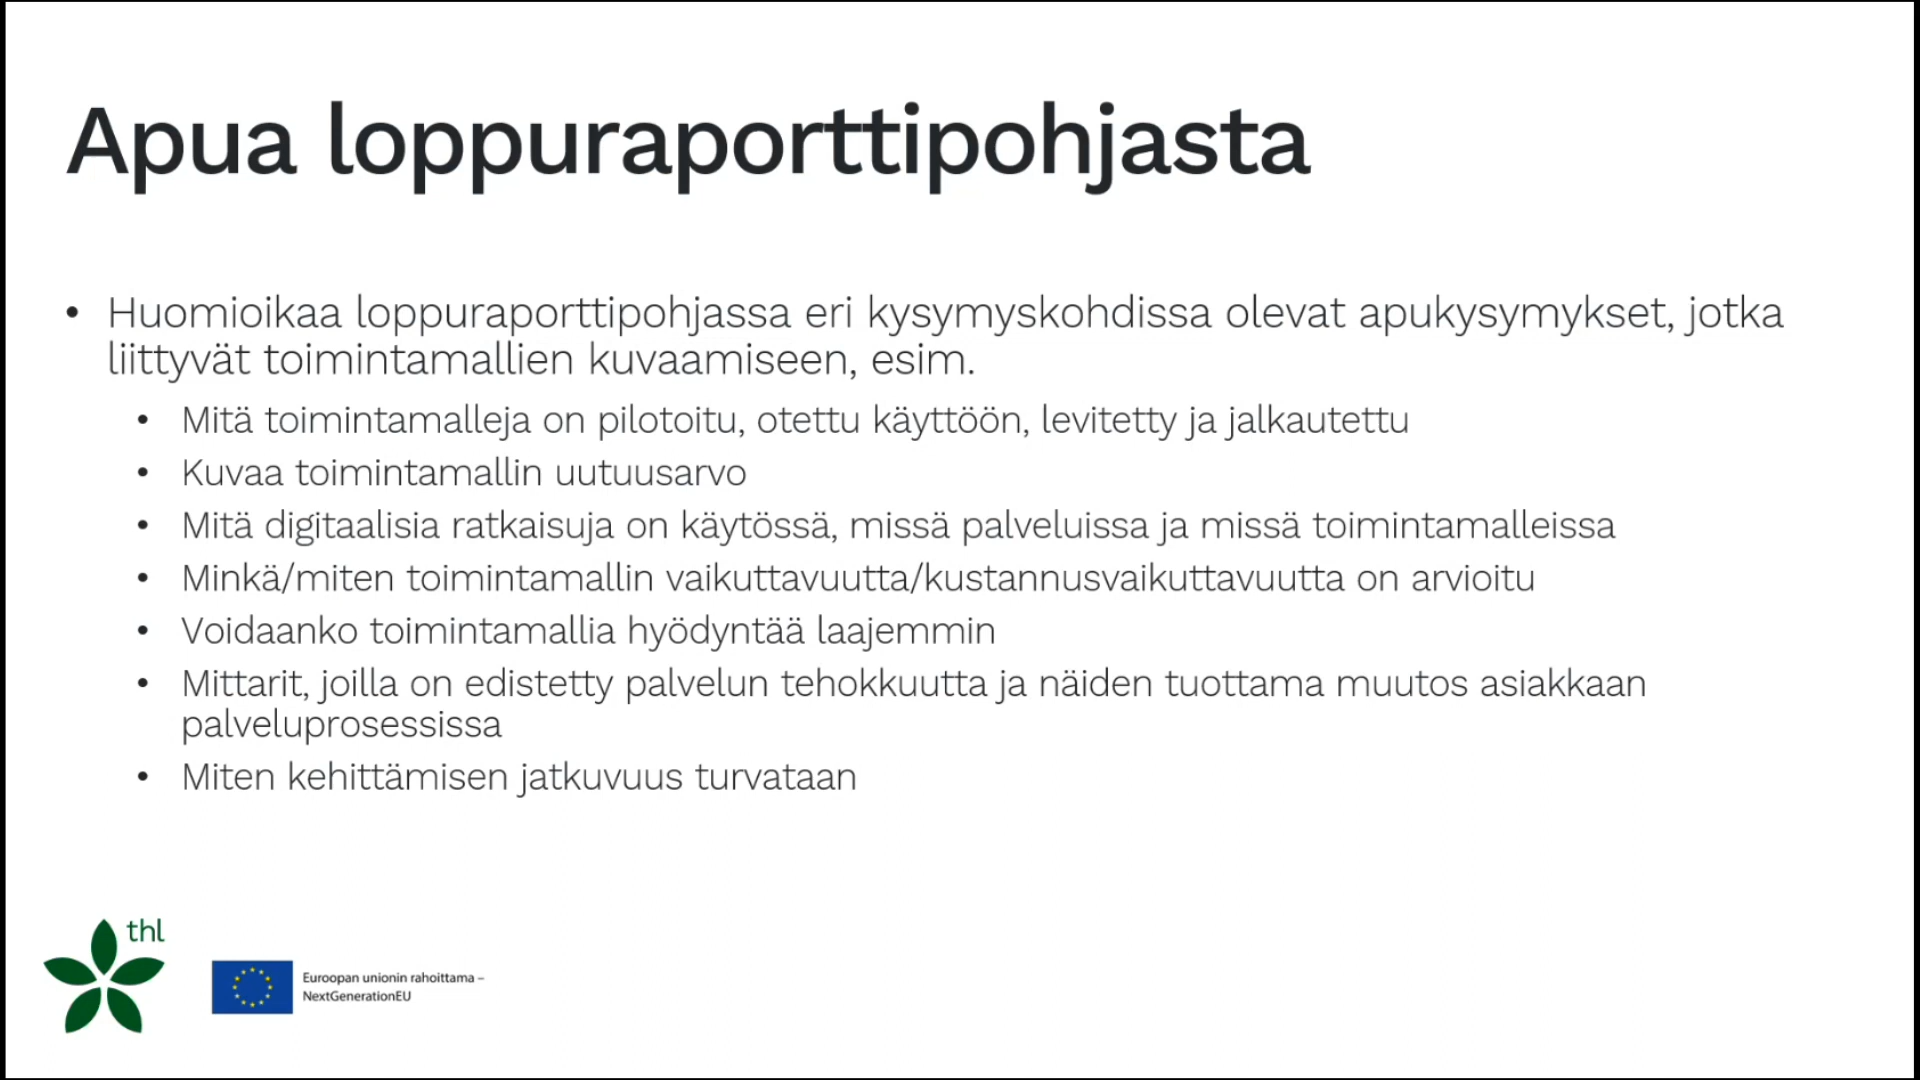 Apua loppuraporttipohjasta
• Huomioikaa loppuraporttipohjassa eri kysymyskohdissa olevat apukysymykset, jotka
liittyvät toimintamallien kuvaamiseen, esim.
• Mitä toimintamalleja on pilotoitu, otettu käyttöön, levitetty ja jalkautettu
• Kuvaa toimintamallin uutuusarvo
• Mitä digitaalisia ratkaisuja on käytössä, missä palveluissa ja missä toimintamalleissa
• Minkä/miten toimintamallin vaikuttavuutta/kustannusvaikuttavuutta on arvioitu
• Voidaanko toimintamallia hyödyntää laajemmin
• Mittarit, joilla on edistetty palvelun tehokkuutta ja näiden tuottama muutos asiakkaan
palveluprosessissa
• Miten kehittämisen jatkuvuus turvataan
thl
Euroopan unionin rahoittama –
NextGenerationEU